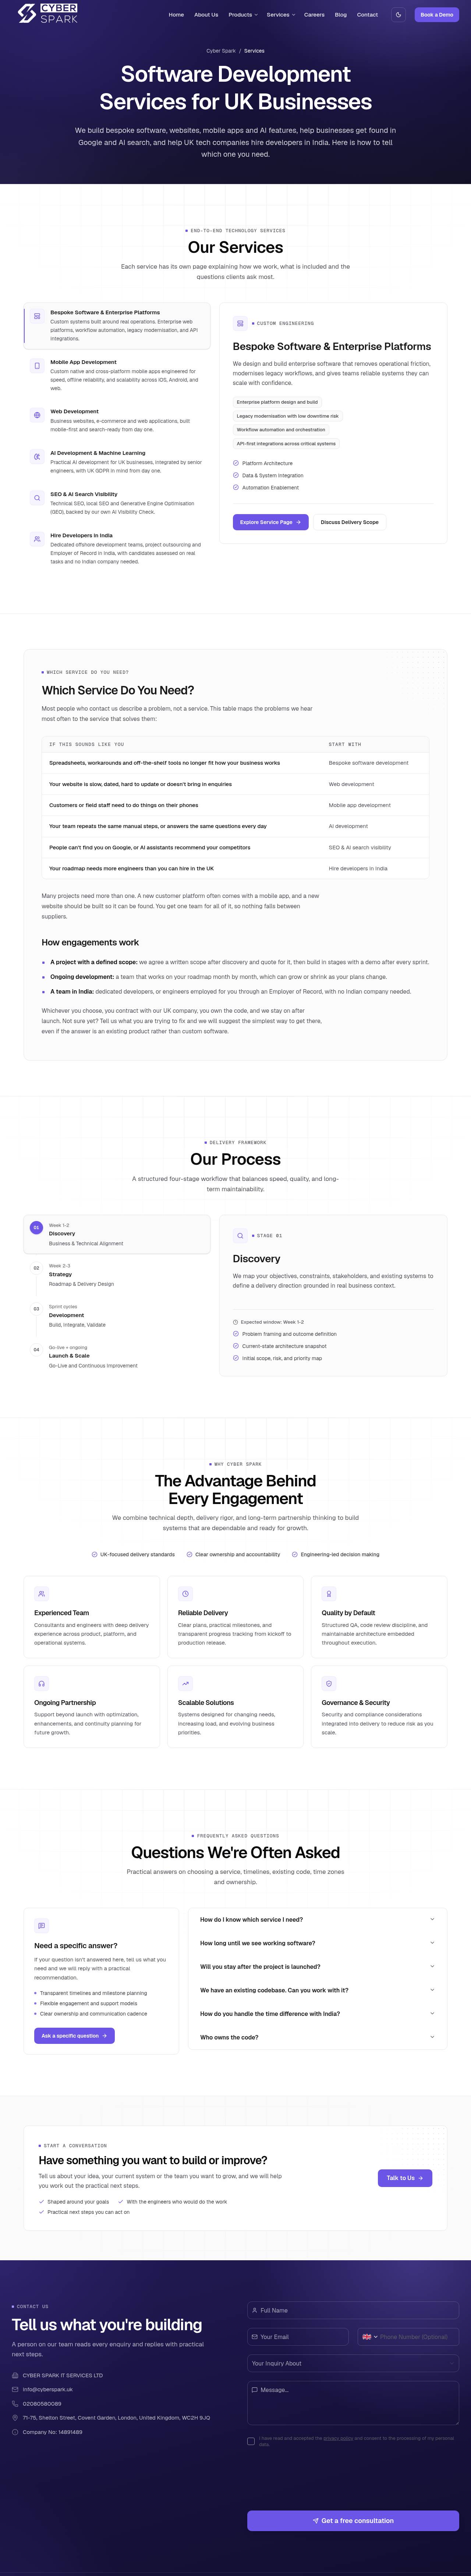 CYBER
SPARK
Home About Us Products Services Careers Blog Contact Book a Demo
Cyber Spark / Services
Software Development
Services for UK Businesses
We build bespoke software, websites, mobile apps and AI features, help businesses get found in
Google and AI search, and help UK tech companies hire developers in India. Here is how to tell
which one you need.
END-TO-END TECHNOLOGY SERVICES
Our Services
Each service has its own page explaining how we work, what is included and the
questions clients ask most.
Bespoke Software & Enterprise Platforms
Custom systems built around real operations. Enterprise web
platforms, workflow automation, legacy modernisation, and API
integrations.
Mobile App Development
Custom native and cross-platform mobile apps engineered for
speed, offline reliability, and scalability across iOS, Android, and
web.
Web Development
Business websites, e-commerce and web applications, built
mobile-first and search-ready from day one.
AI Development & Machine Learning
Practical AI development for UK businesses, integrated by senior
engineers, with UK GDPR in mind from day one.
SEO & AI Search Visibility
Technical SEO, local SEO and Generative Engine Optimisation
(GEO), backed by our own AI Visibility Check.
Hire Developers in India
Dedicated offshore development teams, project outsourcing and
Employer of Record in India, with candidates assessed on real
tasks and no Indian company needed.
CUSTOM ENGINEERING
Bespoke Software & Enterprise Platforms
We design and build enterprise software that removes operational friction,
modernises legacy workflows, and gives teams reliable systems they can
scale with confidence.
Enterprise platform design and build
Legacy modernisation with low downtime risk
Workflow automation and orchestration
API-first integrations across critical systems
Platform Architecture
Data & System Integration
Automation Enablement
Explore Service Page
Discuss Delivery Scope
WHICH SERVICE DO YOU NEED?
Which Service Do You Need?
Most people who contact us describe a problem, not a service. This table maps the problems we hear
most often to the service that solves them:
IF THIS SOUNDS LIKE YOU START WITH
Spreadsheets, workarounds and off-the-shelf tools no longer fit how your business works Bespoke software development
Your website is slow, dated, hard to update or doesn't bring in enquiries Web development
Customers or field staff need to do things on their phones Mobile app development
Your team repeats the same manual steps, or answers the same questions every day AI development
People can't find you on Google, or AI assistants recommend your competitors SEO & AI search visibility
Your roadmap needs more engineers than you can hire in the UK Hire developers in India
Many projects need more than one. A new customer platform often comes with a mobile app, and a new
website should be built so it can be found. You get one team for all of it, so nothing falls between
suppliers.
How engagements work
A project with a defined scope: we agree a written scope after discovery and quote for it, then build in stages with a demo after every sprint.
Ongoing development: a team that works on your roadmap month by month, which can grow or shrink as your plans change.
A team in India: dedicated developers, or engineers employed for you through an Employer of Record, with no Indian company needed.
Whichever you choose, you contract with our UK company, you own the code, and we stay on after
launch. Not sure yet? Tell us what you are trying to fix and we will suggest the simplest way to get there,
even if the answer is an existing product rather than custom software.
DELIVERY FRAMEWORK
Our Process
A structured four-stage workflow that balances speed, quality, and long-
term maintainability.
01
Week 1-2
Discovery
Business & Technical Alignment
02
Week 2-3
Strategy
Roadmap & Delivery Design
03
Sprint cycles
Development
Build, Integrate, Validate
04
Go-live + ongoing
Launch & Scale
Go-Live and Continuous Improvement
STAGE 01
Discovery
We map your objectives, constraints, stakeholders, and existing systems to
define a delivery direction grounded in real business context.
Expected window: Week 1-2
Problem framing and outcome definition
Current-state architecture snapshot
Initial scope, risk, and priority map
WHY CYBER SPARK
The Advantage Behind
Every Engagement
We combine technical depth, delivery rigor, and long-term partnership thinking to build
systems that are dependable and ready for growth.
UK-focused delivery standards Clear ownership and accountability Engineering-led decision making
Experienced Team
Consultants and engineers with deep delivery
experience across product, platform, and
operational systems.
Reliable Delivery
Clear plans, practical milestones, and
transparent progress tracking from kickoff to
production release.
Quality by Default
Structured QA, code review discipline, and
maintainable architecture embedded
throughout execution.
Ongoing Partnership
Support beyond launch with optimization,
enhancements, and continuity planning for
future growth.
Scalable Solutions
Systems designed for changing needs,
increasing load, and evolving business
priorities.
Governance & Security
Security and compliance considerations
integrated into delivery to reduce risk as you
scale.
FREQUENTLY ASKED QUESTIONS
Questions We're Often Asked
Practical answers on choosing a service, timelines, existing code, time zones
and ownership.
Need a specific answer?
If your question isn't answered here, tell us what you
need and we will reply with a practical
recommendation.
Transparent timelines and milestone planning
Flexible engagement and support models
Clear ownership and communication cadence
Ask a specific question
How do I know which service I need?
How long until we see working software?
Will you stay after the project is launched?
We have an existing codebase. Can you work with it?
How do you handle the time difference with India?
Who owns the code?
START A CONVERSATION
Have something you want to build or improve?
Tell us about your idea, your current system or the team you want to grow, and we will help
you work out the practical next steps.
Shaped around your goals With the engineers who would do the work
Practical next steps you can act on
Talk to Us
CONTACT US
Tell us what you're building
A person on our team reads every enquiry and replies with practical
next steps.
CYBER SPARK IT SERVICES LTD
info@cyberspark.uk
02080580089
71-75, Shelton Street, Covent Garden, London, United Kingdom, WC2H 9JQ
Company No: 14891489
Full Name
Your Email
Phone Number (Optional)
Your Inquiry About
Message...
I have read and accepted the privacy policy and consent to the processing of my personal
data.
Get a free consultation